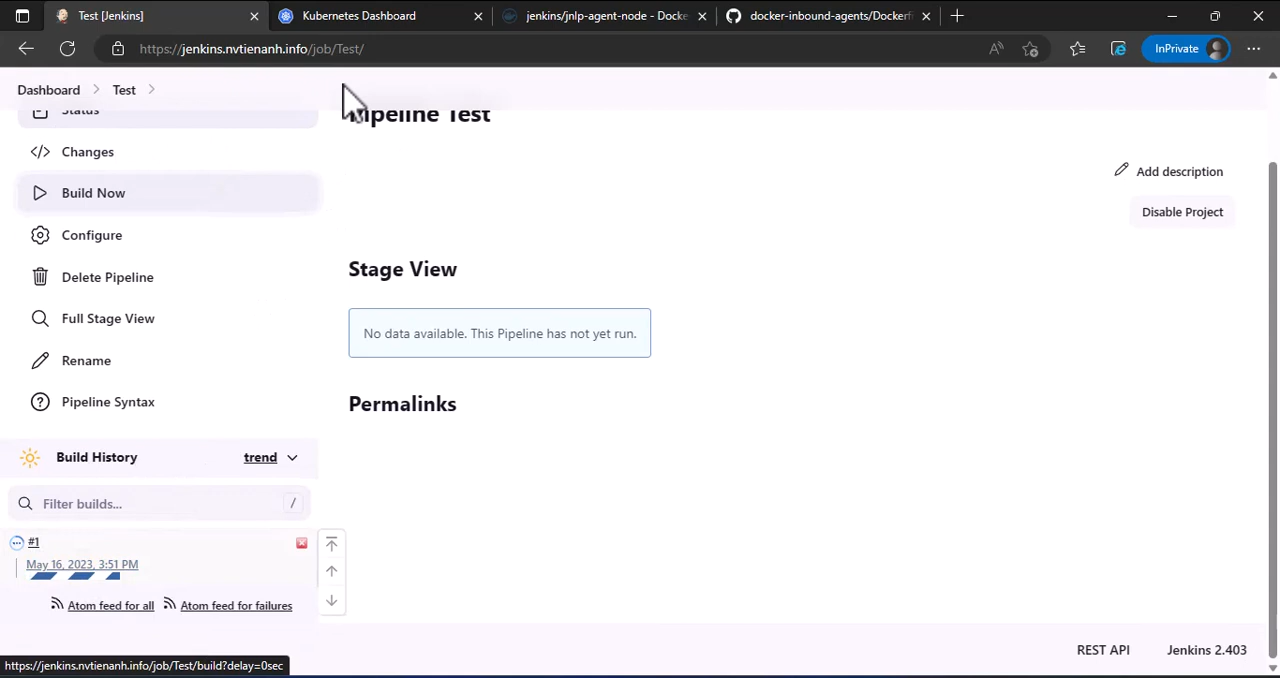 Test [Jenkins]
Kubernetes Dashboard
jenkins/jnlp-agent-node - Docke
docker-inbound-agents/Dockerfi
https://jenkins.nvtienanh.info/job/Test/
InPrivate
Dashboard
Test
Status
Pipeline Test
Changes
Add description
Build Now
Disable Project
Configure
Stage View
Delete Pipeline
Full Stage View
No data available. This Pipeline has not yet run.
Rename
Pipeline Syntax
Permalinks
Build History
trend
Filter builds...
/
#1
May 16, 2023, 3:51 PM
Atom feed for all
Atom feed for failures
REST API
Jenkins 2.403
https://jenkins.nvtienanh.info/job/Test/build?delay=0sec